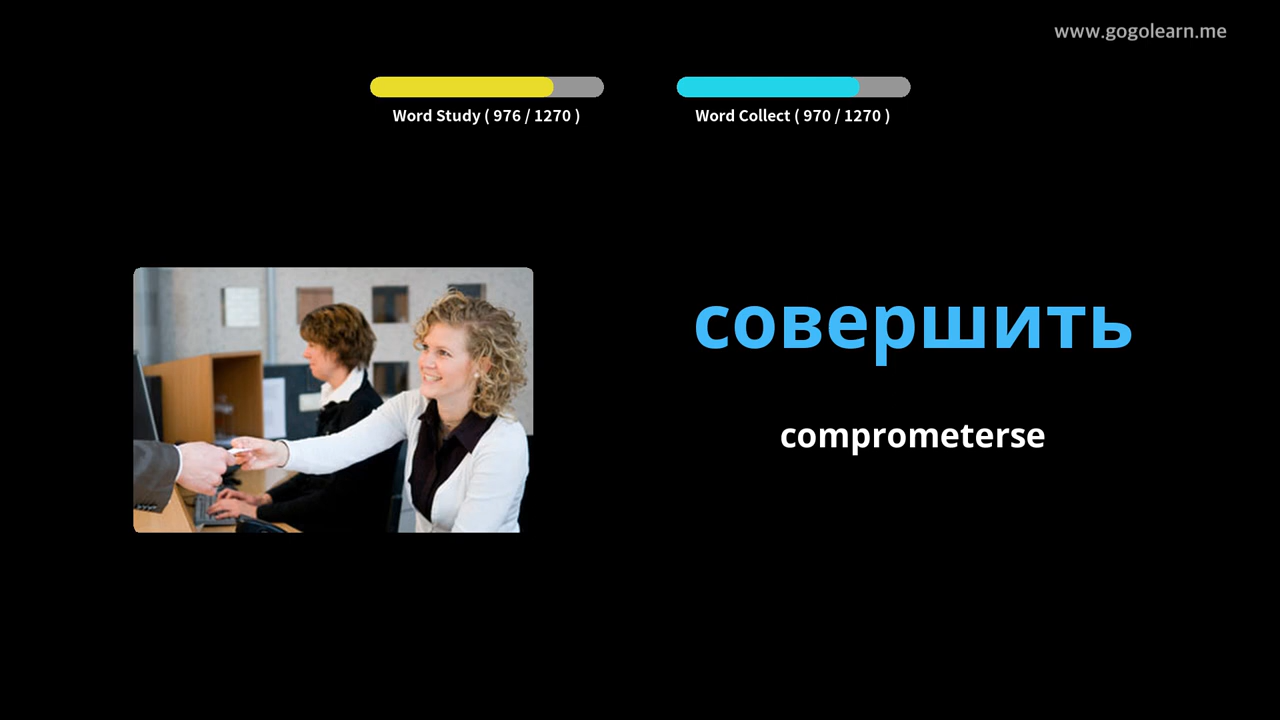 www.gogolearn.me
Word Study ( 976 / 1270 )
Word Collect ( 970 / 1270 )
совершить
comprometerse